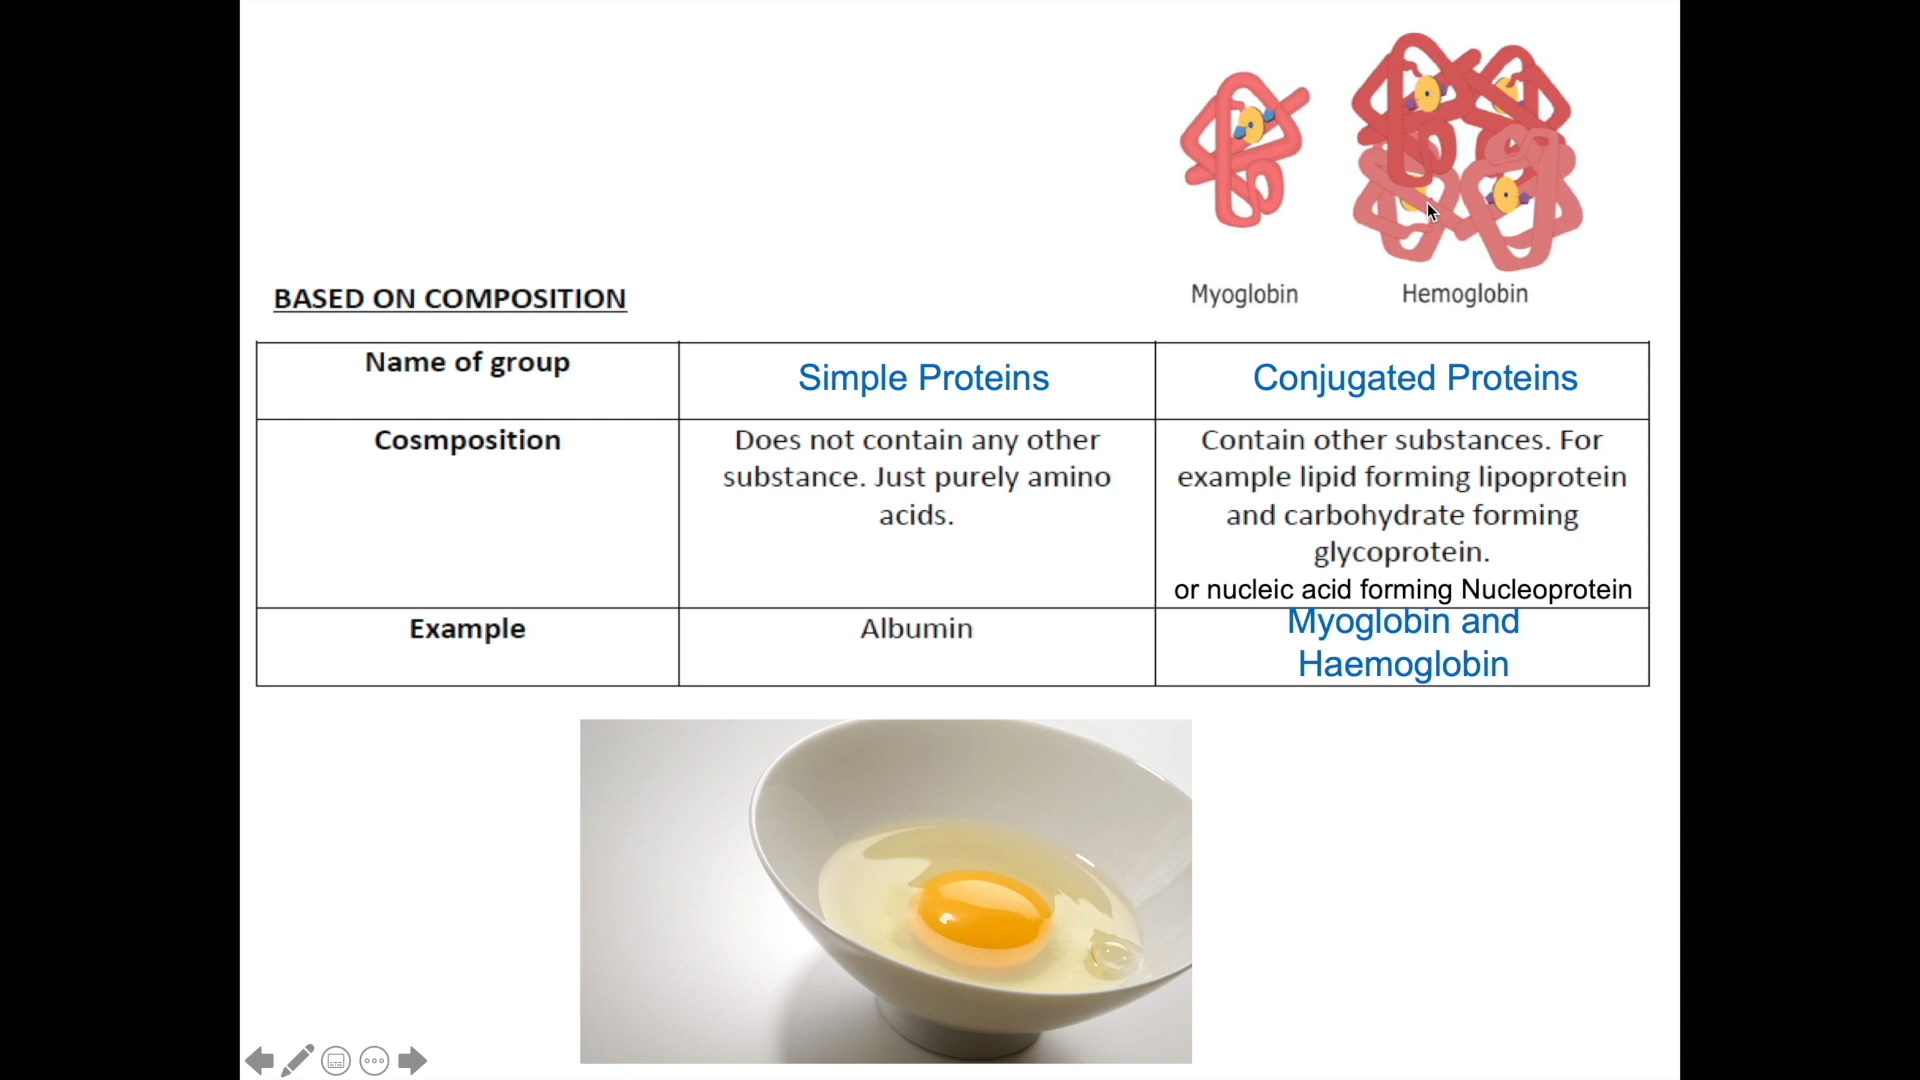 Myoglobin
Hemoglobin
BASED ON COMPOSITION
Name of group
Simple Proteins
Conjugated Proteins
Cosmposition
Does not contain any other
substance. Just purely amino
acids.
Contain other substances. For
example lipid forming lipoprotein
and carbohydrate forming
glycoprotein.
or nucleic acid forming Nucleoprotein
Example
Albumin
Myoglobin and
Haemoglobin